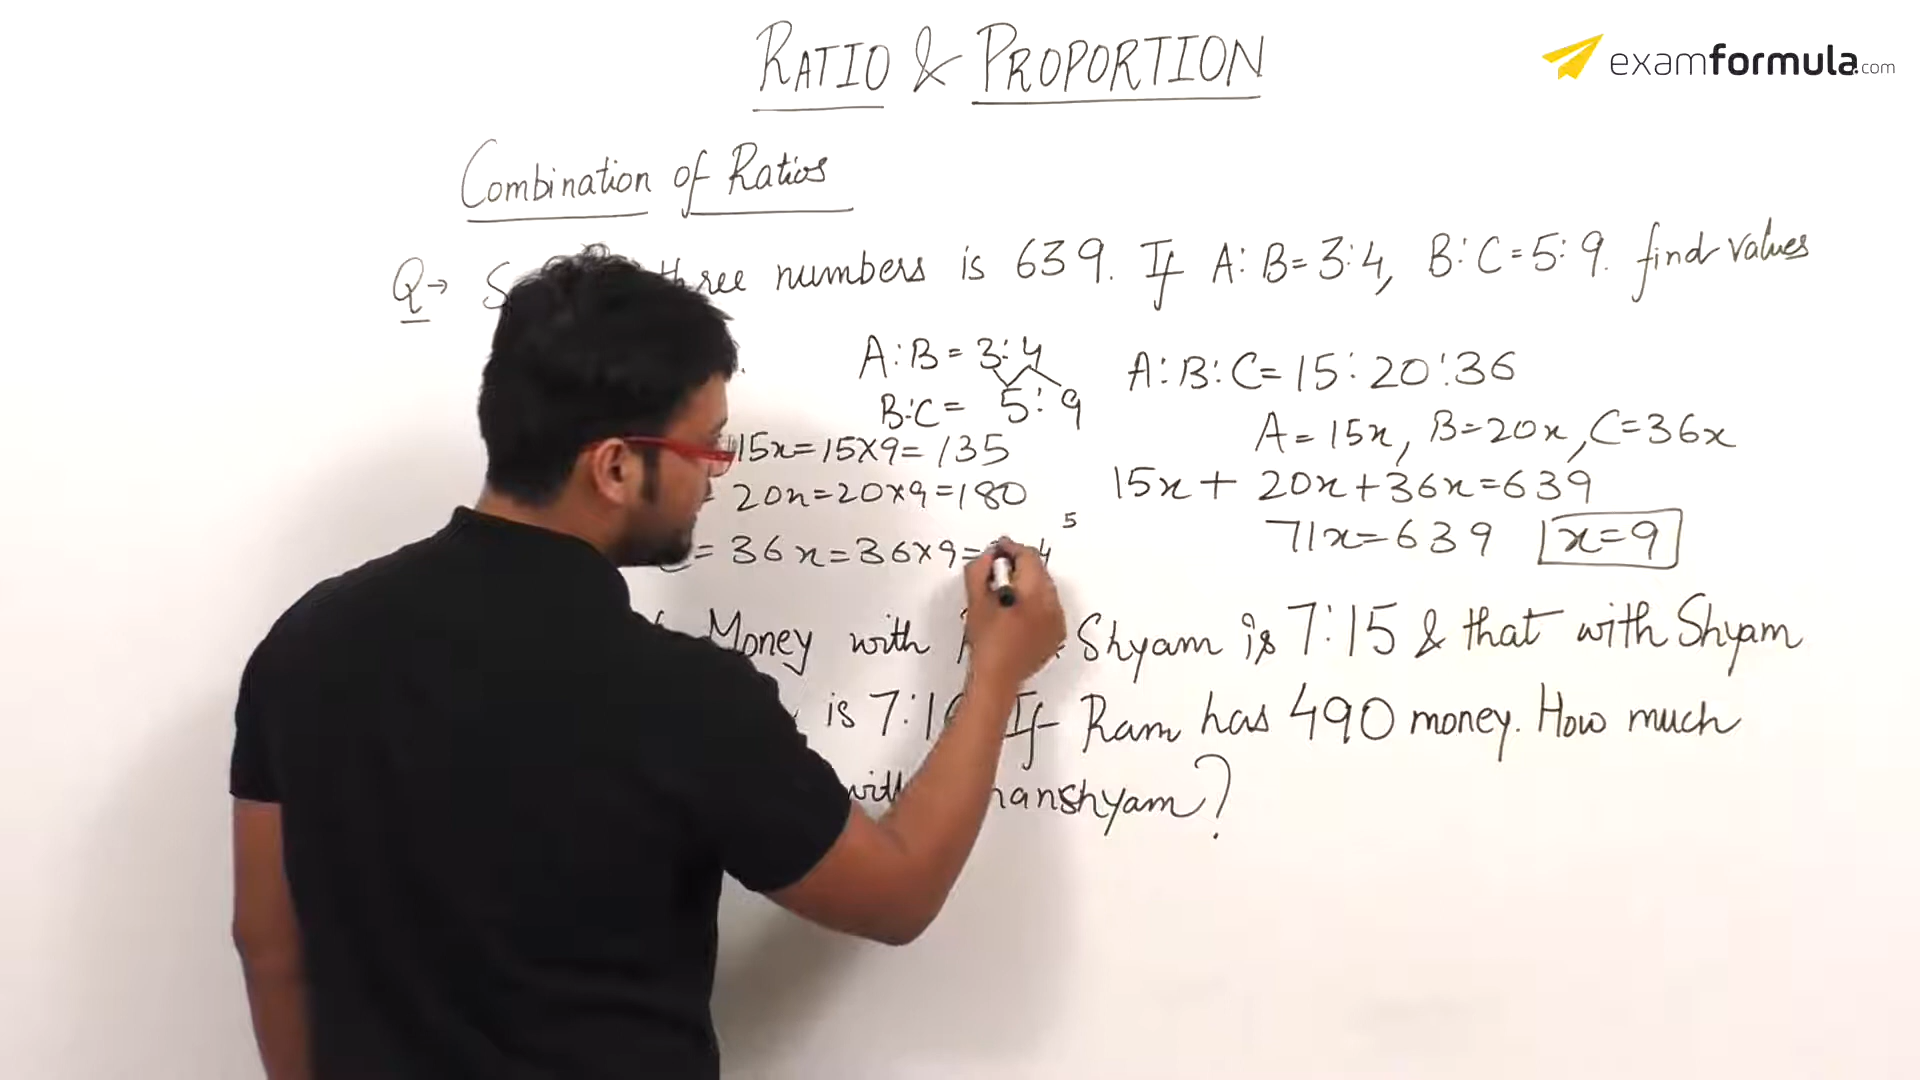 RATIO & PROPORTION
examformula.com
Combination of Ratios
Q→ three numbers is 639. If A:B=3:4, B:C=5:9. find values
A:B = 3:4
B:C = 5:9
A:B:C=15:20:36
A=15x, B=20x, C=36x
15x=15×9=135
15x+20x+36x=639
20x=20×9=180
71x=639 x=9
5
= 36x=36×9=
Money with Shyam is 7:15 & that with Shyam
is 7:1 If Ram has 490 money. How much
with hanshyam?